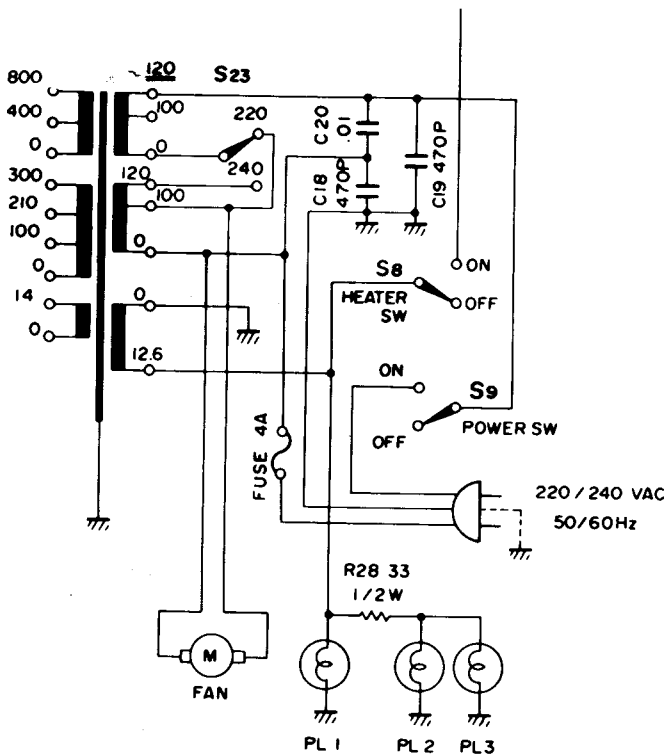 800
400
0
300
210
100
0
14
0
~120
100
0
120
100
0
0
12.6
S23
220
240
C20
.01
C18
470P
C19 470P
S8
HEATER
SW
ON
OFF
ON
OFF
S9
POWER SW
FUSE 4A
220/240 VAC
50/60Hz
R28 33
1/2W
M
FAN
PL 1
PL 2
PL3